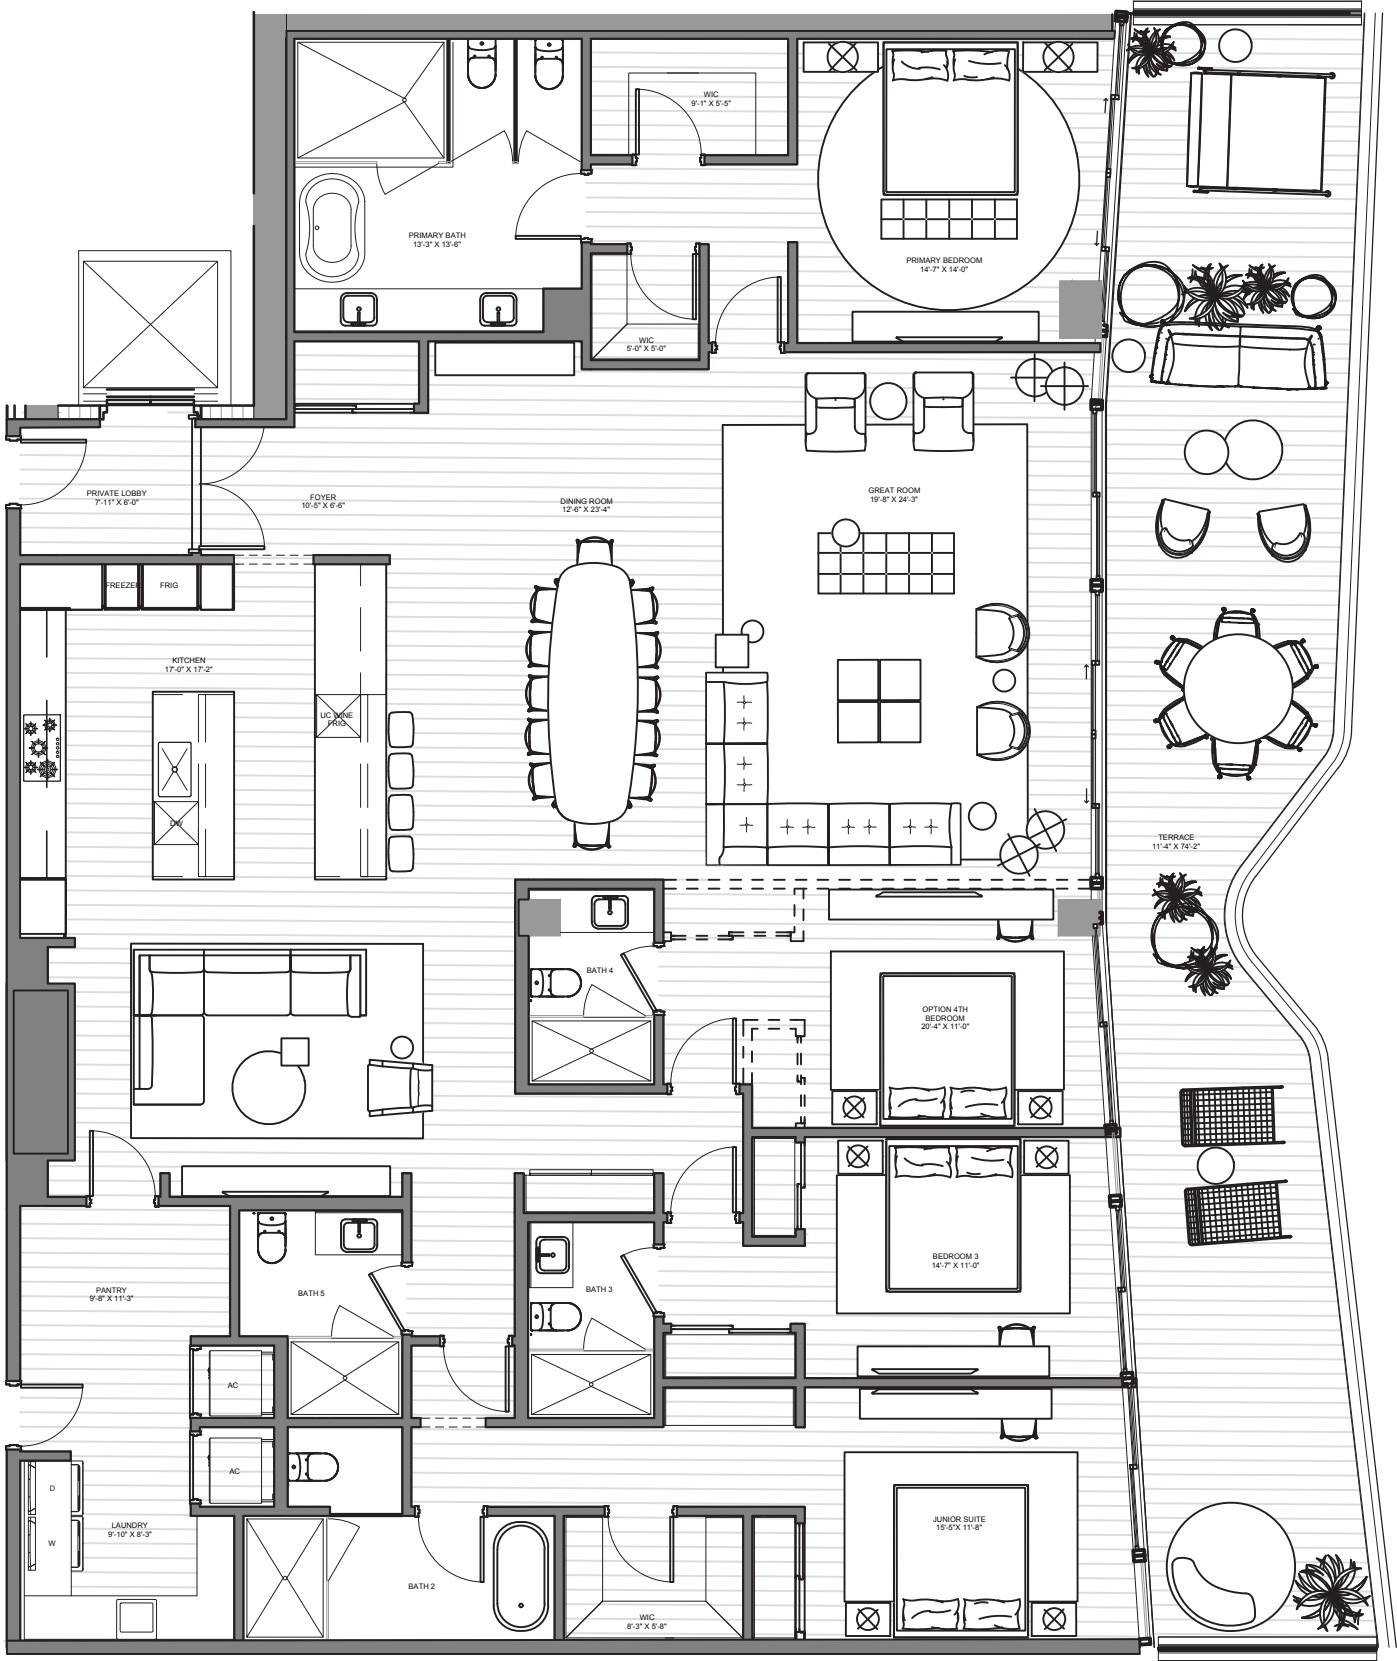 WIC
9'-1" X 5'-5"
PRIMARY BATH
13'-3" X 13'-6"
PRIMARY BEDROOM
14'-7" X 14'-0"
WIC
5'-0" X 5'-0"
PRIVATE LOBBY
7'-11" X 6'-0"
FOYER
10'-5" X 6'-6"
DINING ROOM
12'-6" X 23'-4"
GREAT ROOM
19'-8" X 24'-3"
FREEZER
FRIG
KITCHEN
17'-0" X 17'-2"
UC WINE
FRIG
DW
TERRACE
11'-4" X 74'-2"
BATH 4
OPTION 4TH
BEDROOM
20'-4" X 11'-0"
BEDROOM 3
14'-7" X 11'-0"
PANTRY
9'-8" X 11'-3"
BATH 5
BATH 3
AC
AC
D
W
LAUNDRY
9'-10" X 8'-3"
JUNIOR SUITE
15'-5"X 11'-8"
BATH 2
WIC
8'-3" X 5'-8"